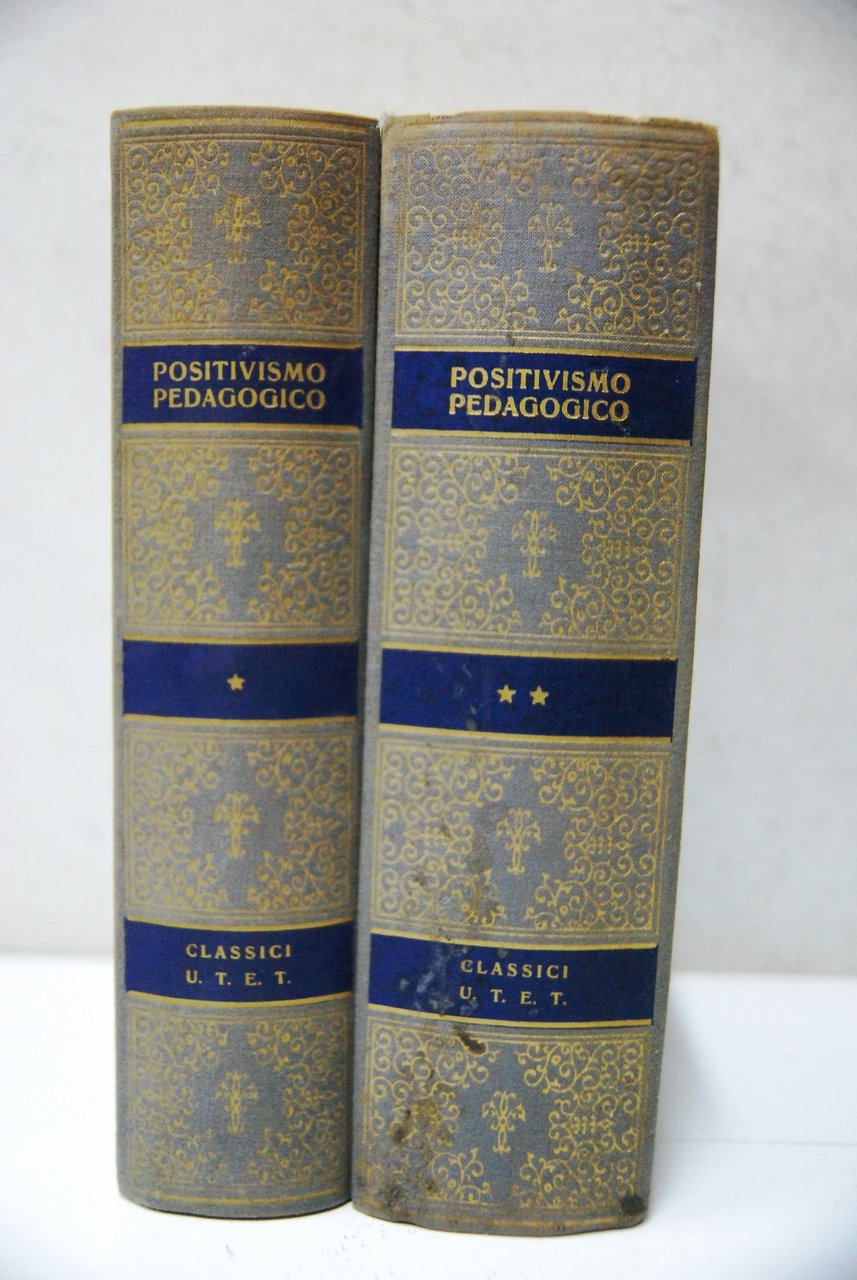 POSITIVISMO
PEDAGOGICO
★
CLASSICI
U. T. E. T.
POSITIVISMO
PEDAGOGICO
★ ★
CLASSICI
U. T. E. T.